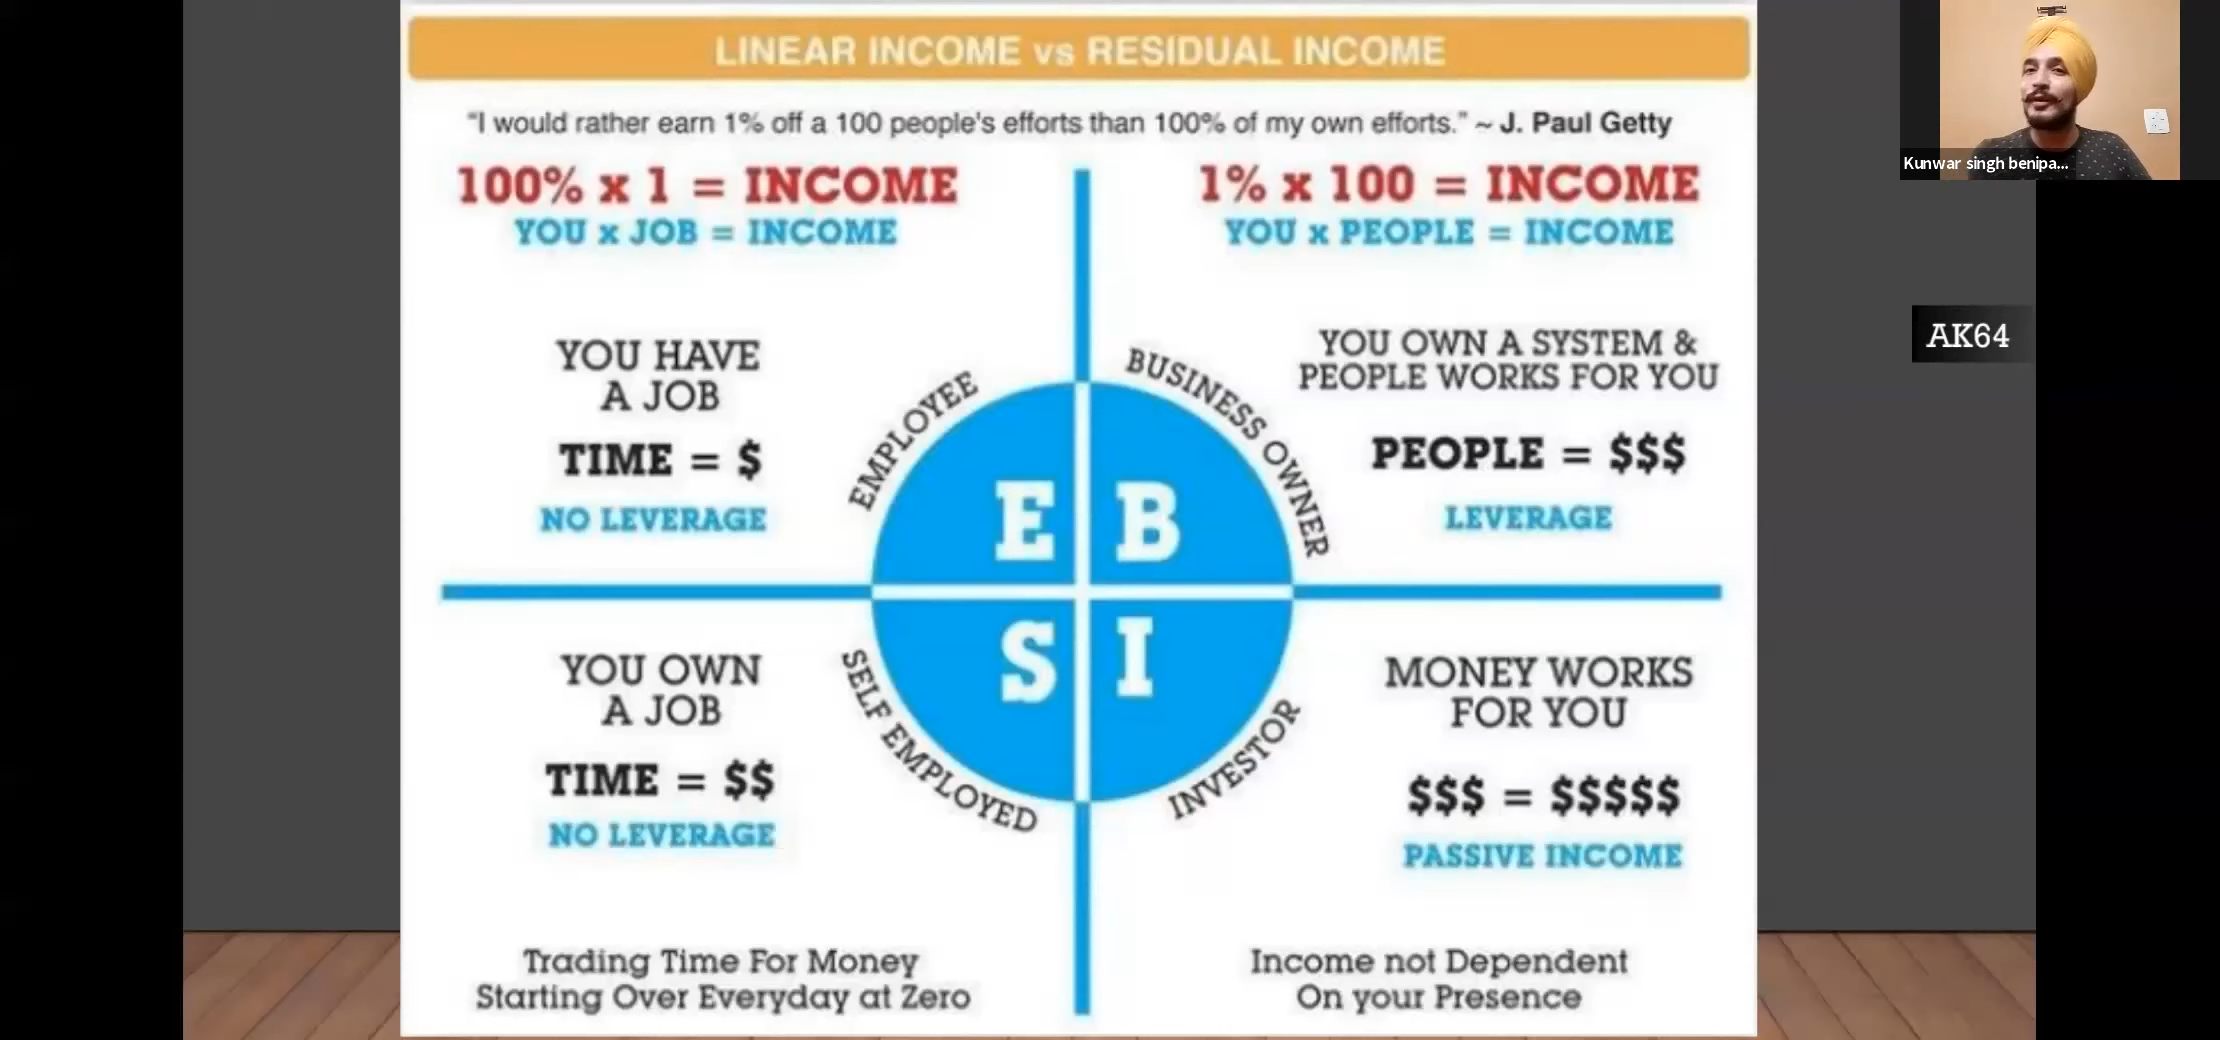 LINEAR INCOME vs RESIDUAL INCOME
"I would rather earn 1% off a 100 people's efforts than 100% of my own efforts." ~ J. Paul Getty
100% x 1 = INCOME
YOU x JOB = INCOME
1% x 100 = INCOME
YOU x PEOPLE = INCOME
YOU HAVE
A JOB
TIME = $
NO LEVERAGE
EMPLOYEE
E
BUSINESS OWNER
B
YOU OWN A SYSTEM &
PEOPLE WORKS FOR YOU
PEOPLE = $$$
LEVERAGE
YOU OWN
A JOB
TIME = $$
NO LEVERAGE
SELF EMPLOYED
S
INVESTOR
I
MONEY WORKS
FOR YOU
$$$ = $$$$$
PASSIVE INCOME
Trading Time For Money
Starting Over Everyday at Zero
Income not Dependent
On your Presence
Kunwar singh benipa...
AK64